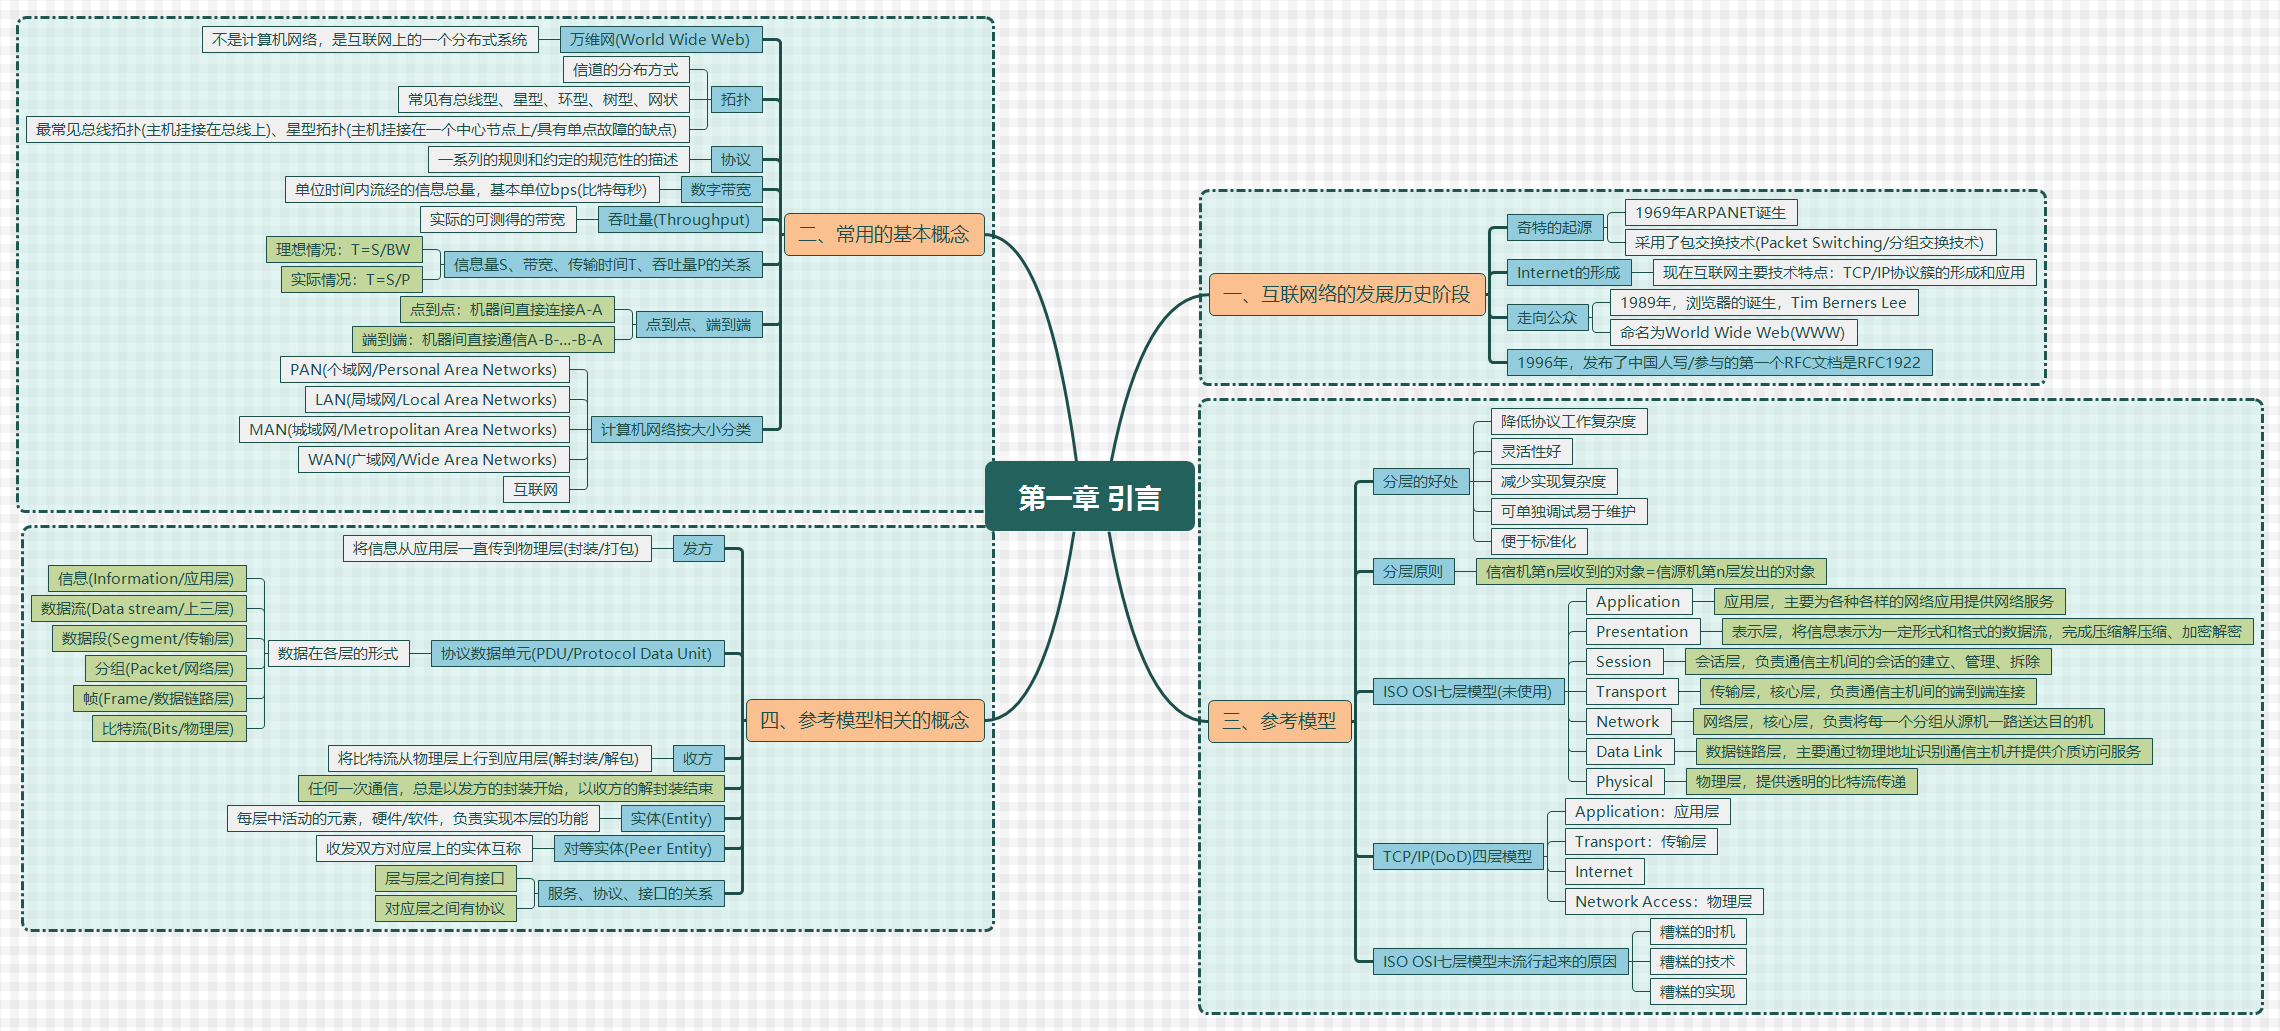 第一章 引言
一、互联网络的发展历史阶段
奇特的起源
1969年ARPANET诞生
采用了包交换技术(Packet Switching/分组交换技术)
Internet的形成
现在互联网主要技术特点：TCP/IP协议簇的形成和应用
走向公众
1989年，浏览器的诞生，Tim Berners Lee
命名为World Wide Web(WWW)
1996年，发布了中国人写/参与的第一个RFC文档是RFC1922
二、常用的基本概念
万维网(World Wide Web)
不是计算机网络，是互联网上的一个分布式系统
拓扑
信道的分布方式
常见有总线型、星型、环型、树型、网状
最常见总线拓扑(主机挂接在总线上)、星型拓扑(主机挂接在一个中心节点上/具有单点故障的缺点)
协议
一系列的规则和约定的规范性的描述
数字带宽
单位时间内流经的信息总量，基本单位bps(比特每秒)
吞吐量(Throughput)
实际的可测得的带宽
信息量S、带宽、传输时间T、吞吐量P的关系
理想情况：T=S/BW
实际情况：T=S/P
点到点、端到端
点到点：机器间直接连接A-A
端到端：机器间直接通信A-B-...-B-A
计算机网络按大小分类
PAN(个域网/Personal Area Networks)
LAN(局域网/Local Area Networks)
MAN(城域网/Metropolitan Area Networks)
WAN(广域网/Wide Area Networks)
互联网
三、参考模型
分层的好处
降低协议工作复杂度
灵活性好
减少实现复杂度
可单独调试易于维护
便于标准化
分层原则
信宿机第n层收到的对象=信源机第n层发出的对象
ISO OSI七层模型(未使用)
Application
应用层，主要为各种各样的网络应用提供网络服务
Presentation
表示层，将信息表示为一定形式和格式的数据流，完成压缩解压缩、加密解密
Session
会话层，负责通信主机间的会话的建立、管理、拆除
Transport
传输层，核心层，负责通信主机间的端到端连接
Network
网络层，核心层，负责将每一个分组从源机一路送达目的机
Data Link
数据链路层，主要通过物理地址识别通信主机并提供介质访问服务
Physical
物理层，提供透明的比特流传递
TCP/IP(DoD)四层模型
Application：应用层
Transport：传输层
Internet
Network Access：物理层
ISO OSI七层模型未流行起来的原因
糟糕的时机
糟糕的技术
糟糕的实现
四、参考模型相关的概念
发方
将信息从应用层一直传到物理层(封装/打包)
协议数据单元(PDU/Protocol Data Unit)
数据在各层的形式
信息(Information/应用层)
数据流(Data stream/上三层)
数据段(Segment/传输层)
分组(Packet/网络层)
帧(Frame/数据链路层)
比特流(Bits/物理层)
收方
将比特流从物理层上行到应用层(解封装/解包)
任何一次通信，总是以发方的封装开始，以收方的解封装结束
实体(Entity)
每层中活动的元素，硬件/软件，负责实现本层的功能
对等实体(Peer Entity)
收发双方对应层上的实体互称
服务、协议、接口的关系
层与层之间有接口
对应层之间有协议